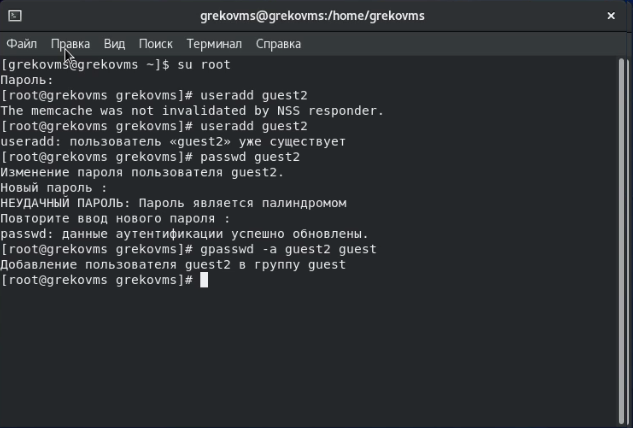 grekovms@grekovms:/home/grekovms
Файл Правка Вид Поиск Терминал Справка
[grekovms@grekovms ~]$ su root
Пароль:
[root@grekovms grekovms]# useradd guest2
The memcache was not invalidated by NSS responder.
[root@grekovms grekovms]# useradd guest2
useradd: пользователь «guest2» уже существует
[root@grekovms grekovms]# passwd guest2
Изменение пароля пользователя guest2.
Новый пароль :
НЕУДАЧНЫЙ ПАРОЛЬ: Пароль является палиндромом
Повторите ввод нового пароля :
passwd: данные аутентификации успешно обновлены.
[root@grekovms grekovms]# gpasswd -a guest2 guest
Добавление пользователя guest2 в группу guest
[root@grekovms grekovms]#